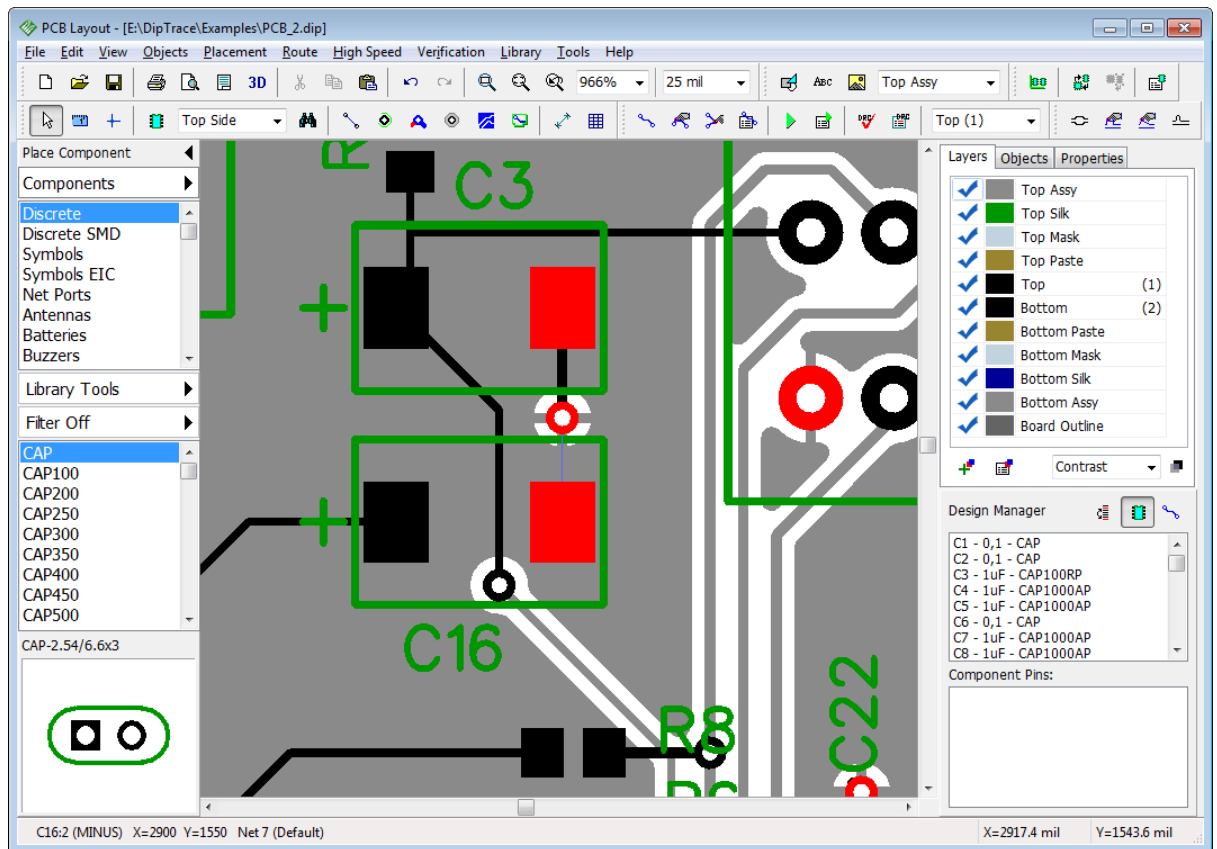 PCB Layout - [E:\DipTrace\Examples\PCB_2.dip]
File Edit View Objects Placement Route High Speed Verification Library Tools Help
3D 966% 25 mil ABC Top Assy
Top Side DRC DRC Top (1)
Place Component
Components
Discrete
Discrete SMD
Symbols
Symbols EIC
Net Ports
Antennas
Batteries
Buzzers
Library Tools
Filter Off
CAP
CAP100
CAP200
CAP250
CAP300
CAP350
CAP400
CAP450
CAP500
CAP-2.54/6.6x3
R
C3
+
+
C16
R8
C22
Layers Objects Properties
Top Assy
Top Silk
Top Mask
Top Paste
Top (1)
Bottom (2)
Bottom Paste
Bottom Mask
Bottom Silk
Bottom Assy
Board Outline
Contrast
Design Manager
C1 - 0,1 - CAP
C2 - 0,1 - CAP
C3 - 1uF - CAP100RP
C4 - 1uF - CAP1000AP
C5 - 1uF - CAP1000AP
C6 - 0,1 - CAP
C7 - 1uF - CAP1000AP
C8 - 1uF - CAP1000AP
Component Pins:
C16:2 (MINUS) X=2900 Y=1550 Net 7 (Default)
X=2917.4 mil Y=1543.6 mil